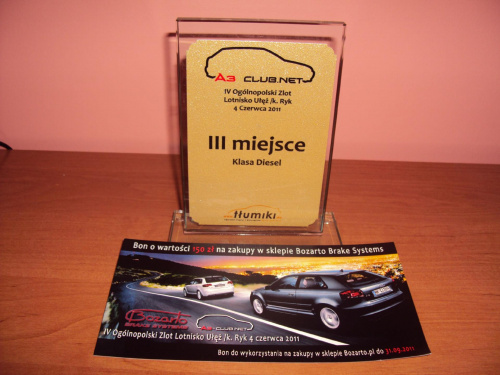 A3 CLUB.NET
IV Ogólnopolski Zlot
Lotnisko Ułęż /k. Ryk
4 Czerwca 2011
III miejsce
Klasa Diesel
tłumiki
Bon o wartości 150 zł na zakupy w sklepie Bozarto Brake Systems
Bozarto
BRAKE SYSTEMS
A3-CLUB.NET
IV Ogólnopolski Zlot Lotnisko Ułęż /k. Ryk 4 czerwca 2011
Bon do wykorzystania na zakupy w sklepie Bozarto.pl do 31.09.2011